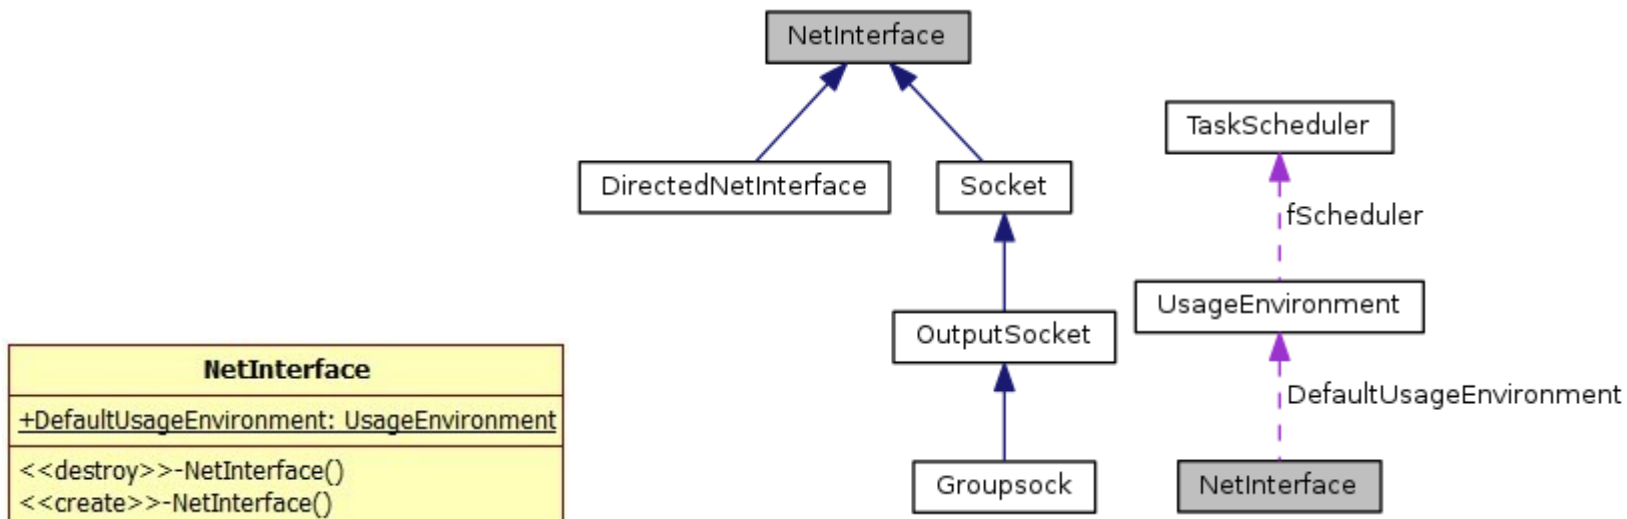 NetInterface
DirectedNetInterface
Socket
OutputSocket
Groupsock
TaskScheduler
fScheduler
UsageEnvironment
DefaultUsageEnvironment
NetInterface
NetInterface
+DefaultUsageEnvironment: UsageEnvironment
<<destroy>>-NetInterface()
<<create>>-NetInterface()